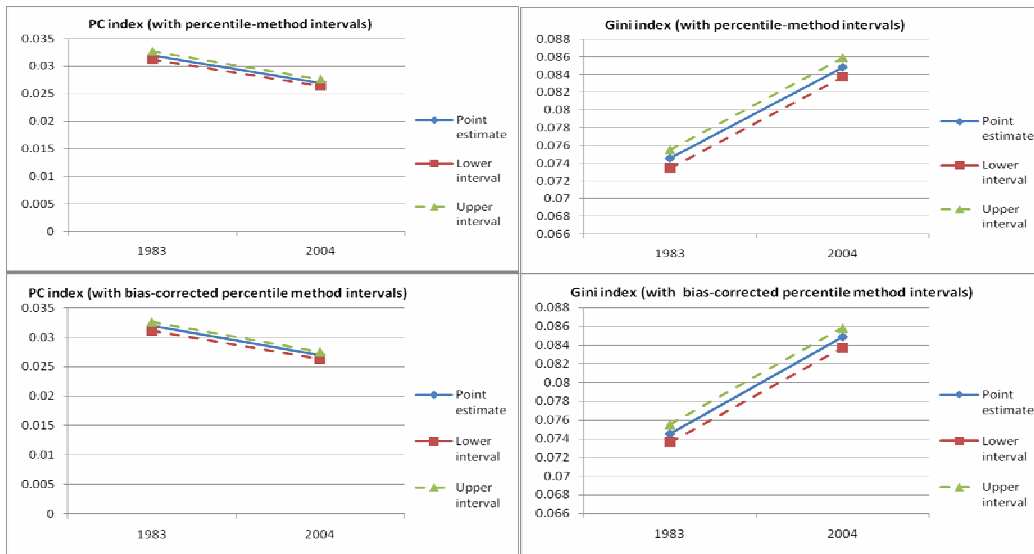 PC index (with percentile-method intervals)
0.035
0.03
0.025
0.02
0.015
0.01
0.005
0
1983
2004
Point
estimate
Lower
interval
Upper
interval
Gini index (with percentile-method intervals)
0.088
0.086
0.084
0.082
0.08
0.078
0.076
0.074
0.072
0.07
0.068
0.066
1983
2004
Point
estimate
Lower
interval
Upper
interval
PC index (with bias-corrected percentile method intervals)
0.035
0.03
0.025
0.02
0.015
0.01
0.005
0
1983
2004
Point
estimate
Lower
interval
Upper
interval
Gini index (with bias-corrected percentile method intervals)
0.088
0.086
0.084
0.082
0.08
0.078
0.076
0.074
0.072
0.07
0.068
0.066
1983
2004
Point
estimate
Lower
interval
Upper
interval